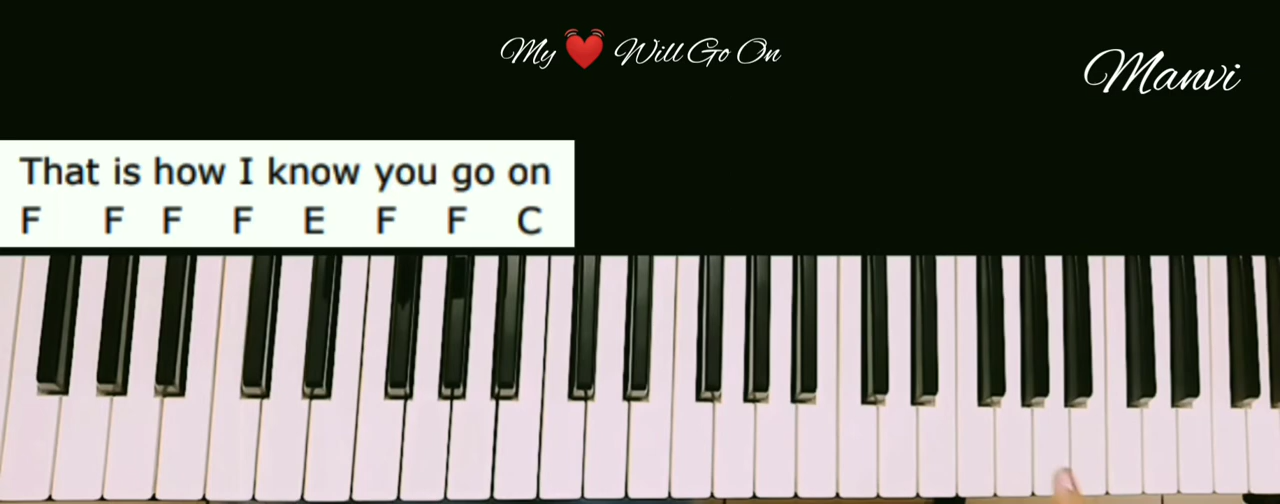 My 💓 Will Go On
Manvi
That is how I know you go on
F F F F E F F C